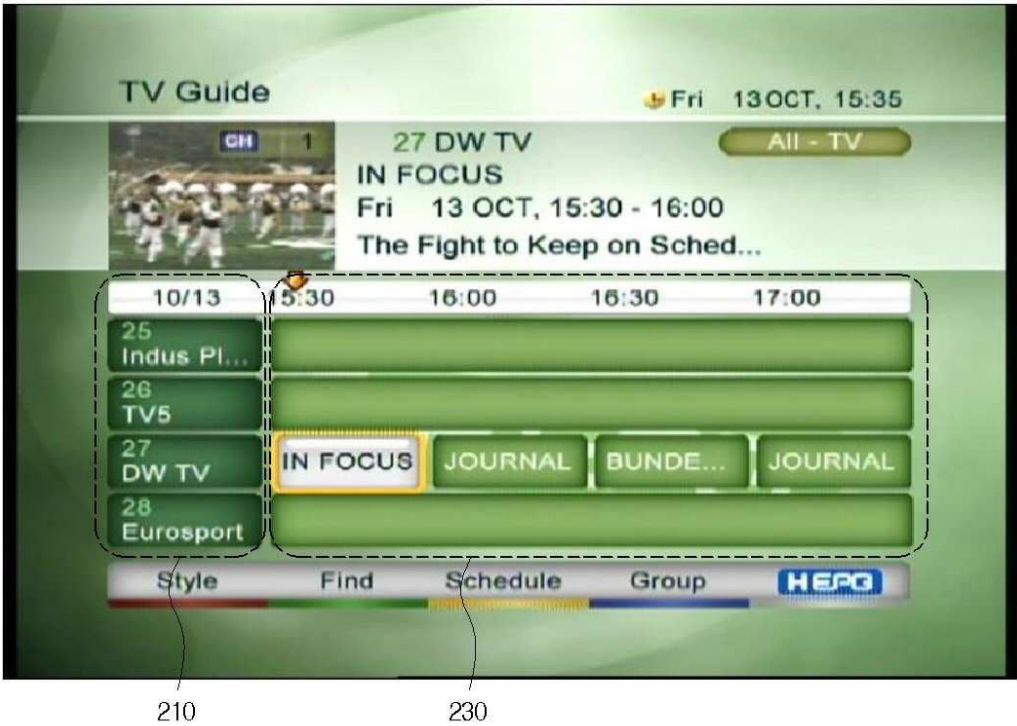 TV Guide
Fri 13 OCT, 15:35
CH 1
27 DW TV
All - TV
IN FOCUS
Fri 13 OCT, 15:30 - 16:00
The Fight to Keep on Sched...
10/13 15:30 16:00 16:30 17:00
25
Indus Pl...
26
TV5
27
DW TV
IN FOCUS JOURNAL BUNDE... JOURNAL
28
Eurosport
Style Find Schedule Group HEPG
210 230